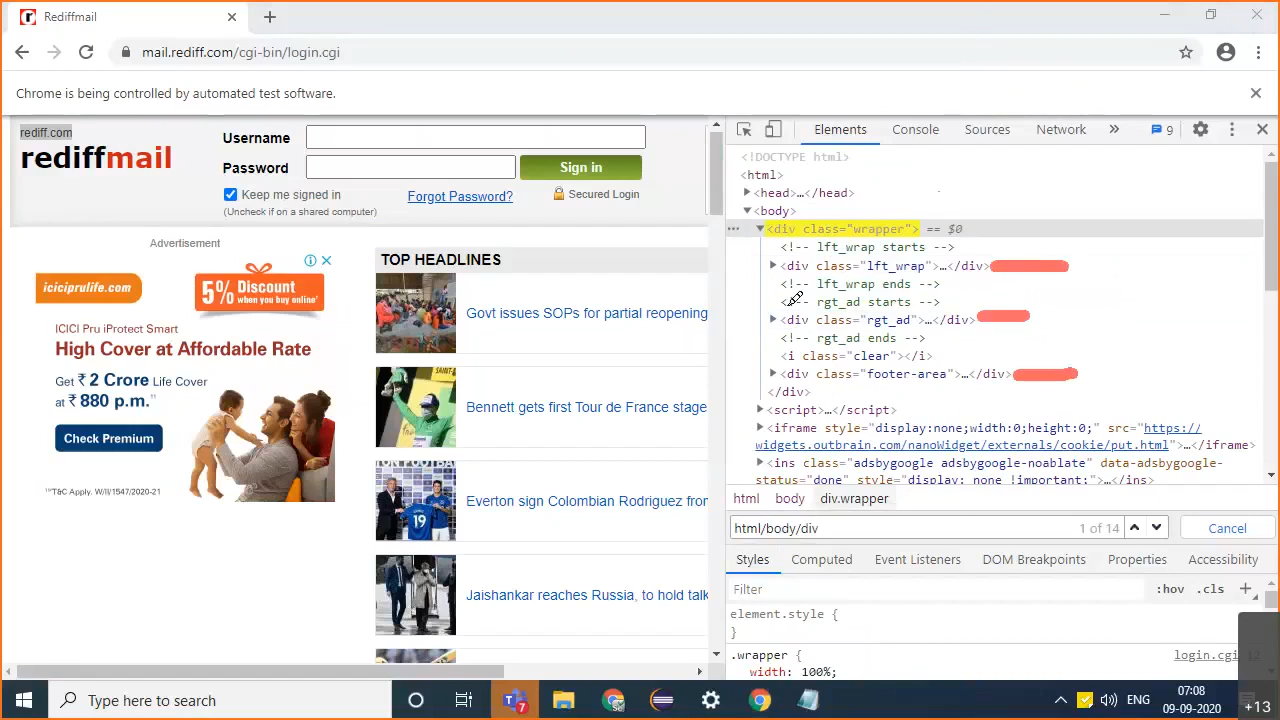 Rediffmail
mail.rediff.com/cgi-bin/login.cgi
Chrome is being controlled by automated test software.
rediff.com
rediffmail
Username
Password
Sign in
Keep me signed in
(Uncheck if on a shared computer)
Forgot Password?
Secured Login
Advertisement
iciciprulife.com
5% Discount
when you buy online^
ICICI Pru iProtect Smart
High Cover at Affordable Rate
Get ₹ 2 Crore Life Cover
at ₹ 880 p.m.
Check Premium
T&C Apply. W/II/1547/2020-21
TOP HEADLINES
Govt issues SOPs for partial reopening
Bennett gets first Tour de France stage
Everton sign Colombian Rodriguez from
19
Jaishankar reaches Russia, to hold talk
Elements Console Sources Network » 9
<!DOCTYPE html>
<html>
<head>…</head>
<body>
<div class="wrapper"> == $0
<!-- lft_wrap starts -->
<div class="lft_wrap">…</div>
<!-- lft_wrap ends -->
<!-- rgt_ad starts -->
<div class="rgt_ad">…</div>
<!-- rgt_ad ends -->
<i class="clear"></i>
<div class="footer-area">…</div>
</div>
<script>…</script>
<iframe style="display:none;width:0;height:0;" src="https://
widgets.outbrain.com/nanoWidget/externals/cookie/put.html">…</iframe>
<ins class="adsbygoogle adsbygoogle-noablate" data-adsbygoogle-
status="done" style="display: none !important;">…</ins>
html body div.wrapper
html/body/div 1 of 14 Cancel
Styles Computed Event Listeners DOM Breakpoints Properties Accessibility
Filter :hov .cls +
element.style {
}
.wrapper { login.cgi
width: 100%;
Type here to search
7
ENG
07:08
09-09-2020
+13